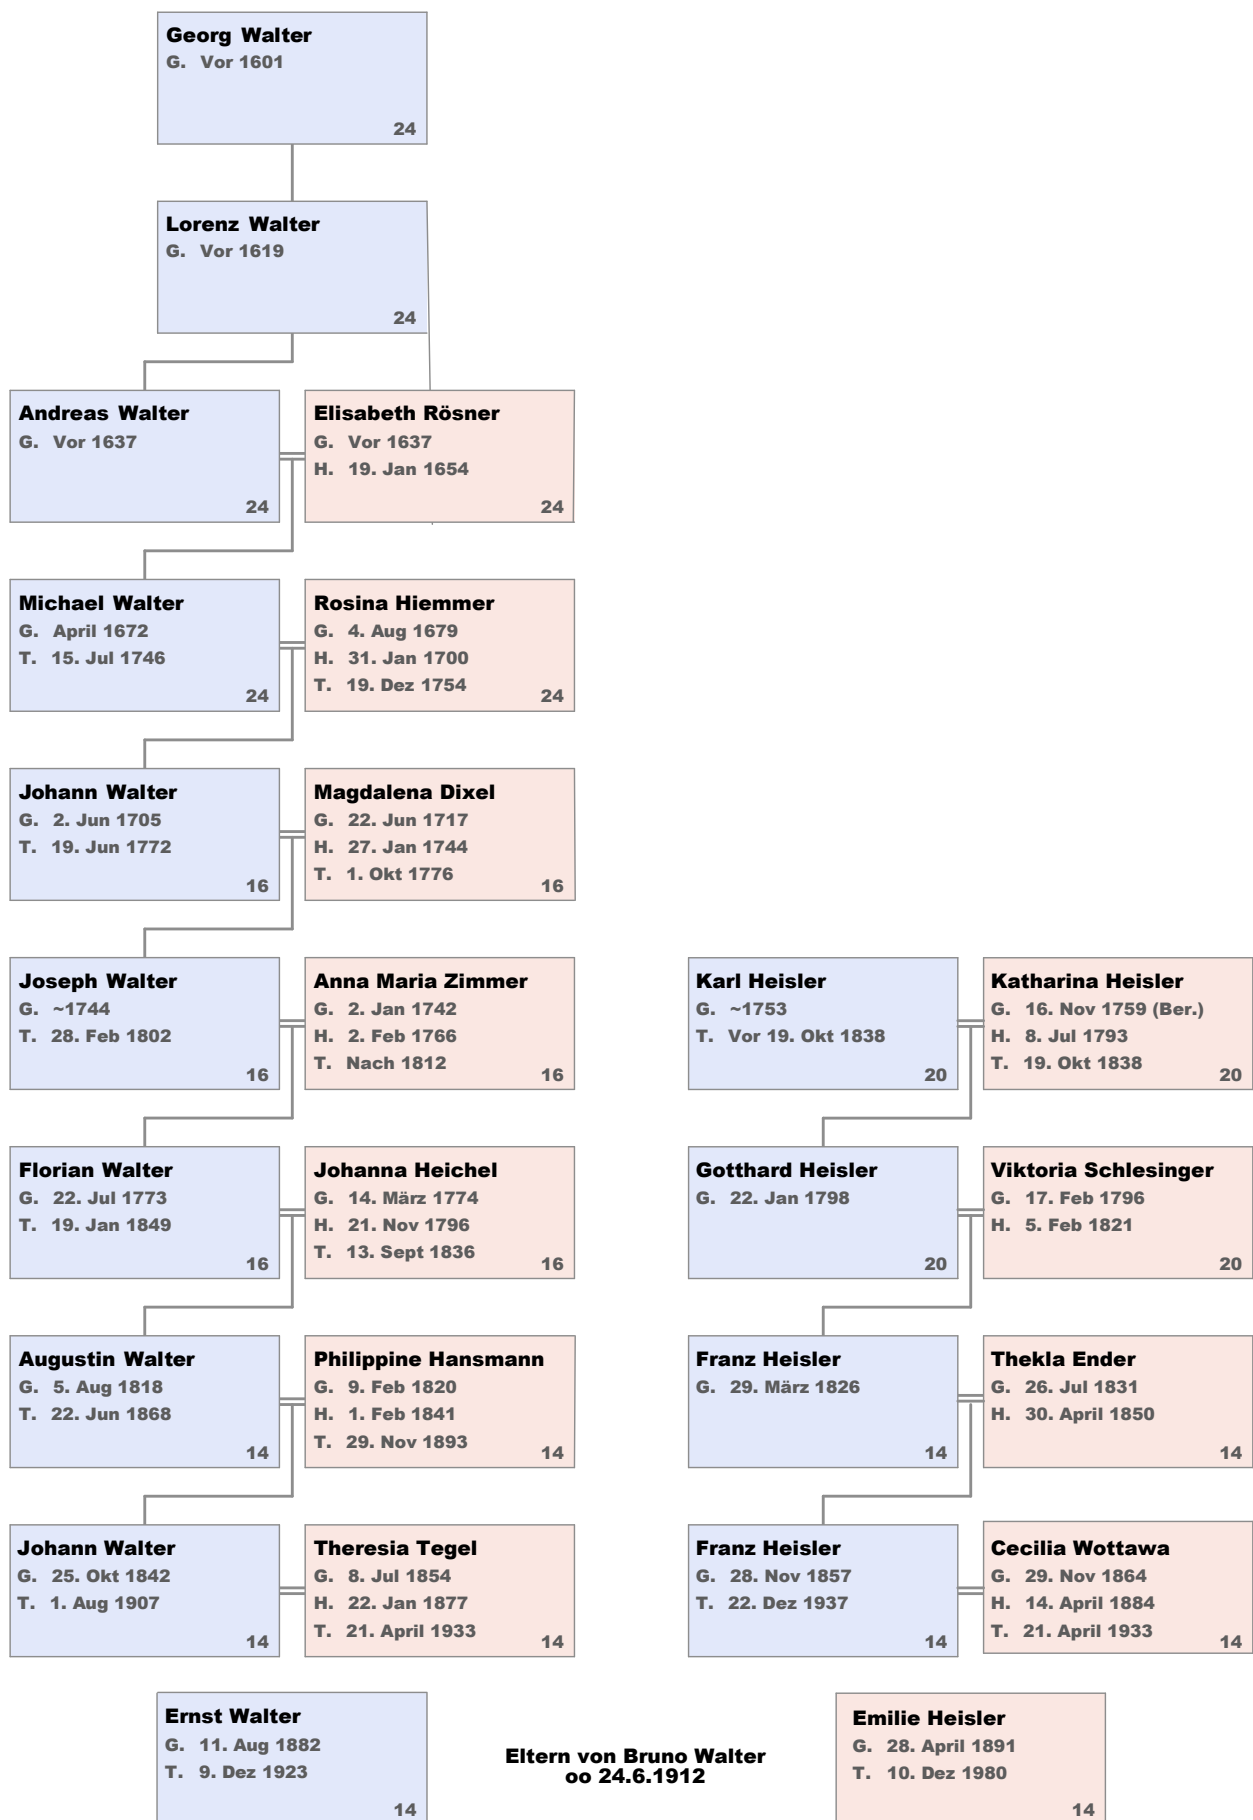 Georg Walter
G. Vor 1601
24
Lorenz Walter
G. Vor 1619
24
Andreas Walter
G. Vor 1637
24
Elisabeth Rösner
G. Vor 1637
H. 19. Jan 1654
24
Michael Walter
G. April 1672
T. 15. Jul 1746
24
Rosina Hiemmer
G. 4. Aug 1679
H. 31. Jan 1700
T. 19. Dez 1754
24
Johann Walter
G. 2. Jun 1705
T. 19. Jun 1772
16
Magdalena Dixel
G. 22. Jun 1717
H. 27. Jan 1744
T. 1. Okt 1776
16
Joseph Walter
G. ~1744
T. 28. Feb 1802
16
Anna Maria Zimmer
G. 2. Jan 1742
H. 2. Feb 1766
T. Nach 1812
16
Karl Heisler
G. ~1753
T. Vor 19. Okt 1838
20
Katharina Heisler
G. 16. Nov 1759 (Ber.)
H. 8. Jul 1793
T. 19. Okt 1838
20
Florian Walter
G. 22. Jul 1773
T. 19. Jan 1849
16
Johanna Heichel
G. 14. März 1774
H. 21. Nov 1796
T. 13. Sept 1836
16
Gotthard Heisler
G. 22. Jan 1798
20
Viktoria Schlesinger
G. 17. Feb 1796
H. 5. Feb 1821
20
Augustin Walter
G. 5. Aug 1818
T. 22. Jun 1868
14
Philippine Hansmann
G. 9. Feb 1820
H. 1. Feb 1841
T. 29. Nov 1893
14
Franz Heisler
G. 29. März 1826
14
Thekla Ender
G. 26. Jul 1831
H. 30. April 1850
14
Johann Walter
G. 25. Okt 1842
T. 1. Aug 1907
14
Theresia Tegel
G. 8. Jul 1854
H. 22. Jan 1877
T. 21. April 1933
14
Franz Heisler
G. 28. Nov 1857
T. 22. Dez 1937
14
Cecilia Wottawa
G. 29. Nov 1864
H. 14. April 1884
T. 21. April 1933
14
Ernst Walter
G. 11. Aug 1882
T. 9. Dez 1923
14
Eltern von Bruno Walter
oo 24.6.1912
Emilie Heisler
G. 28. April 1891
T. 10. Dez 1980
14